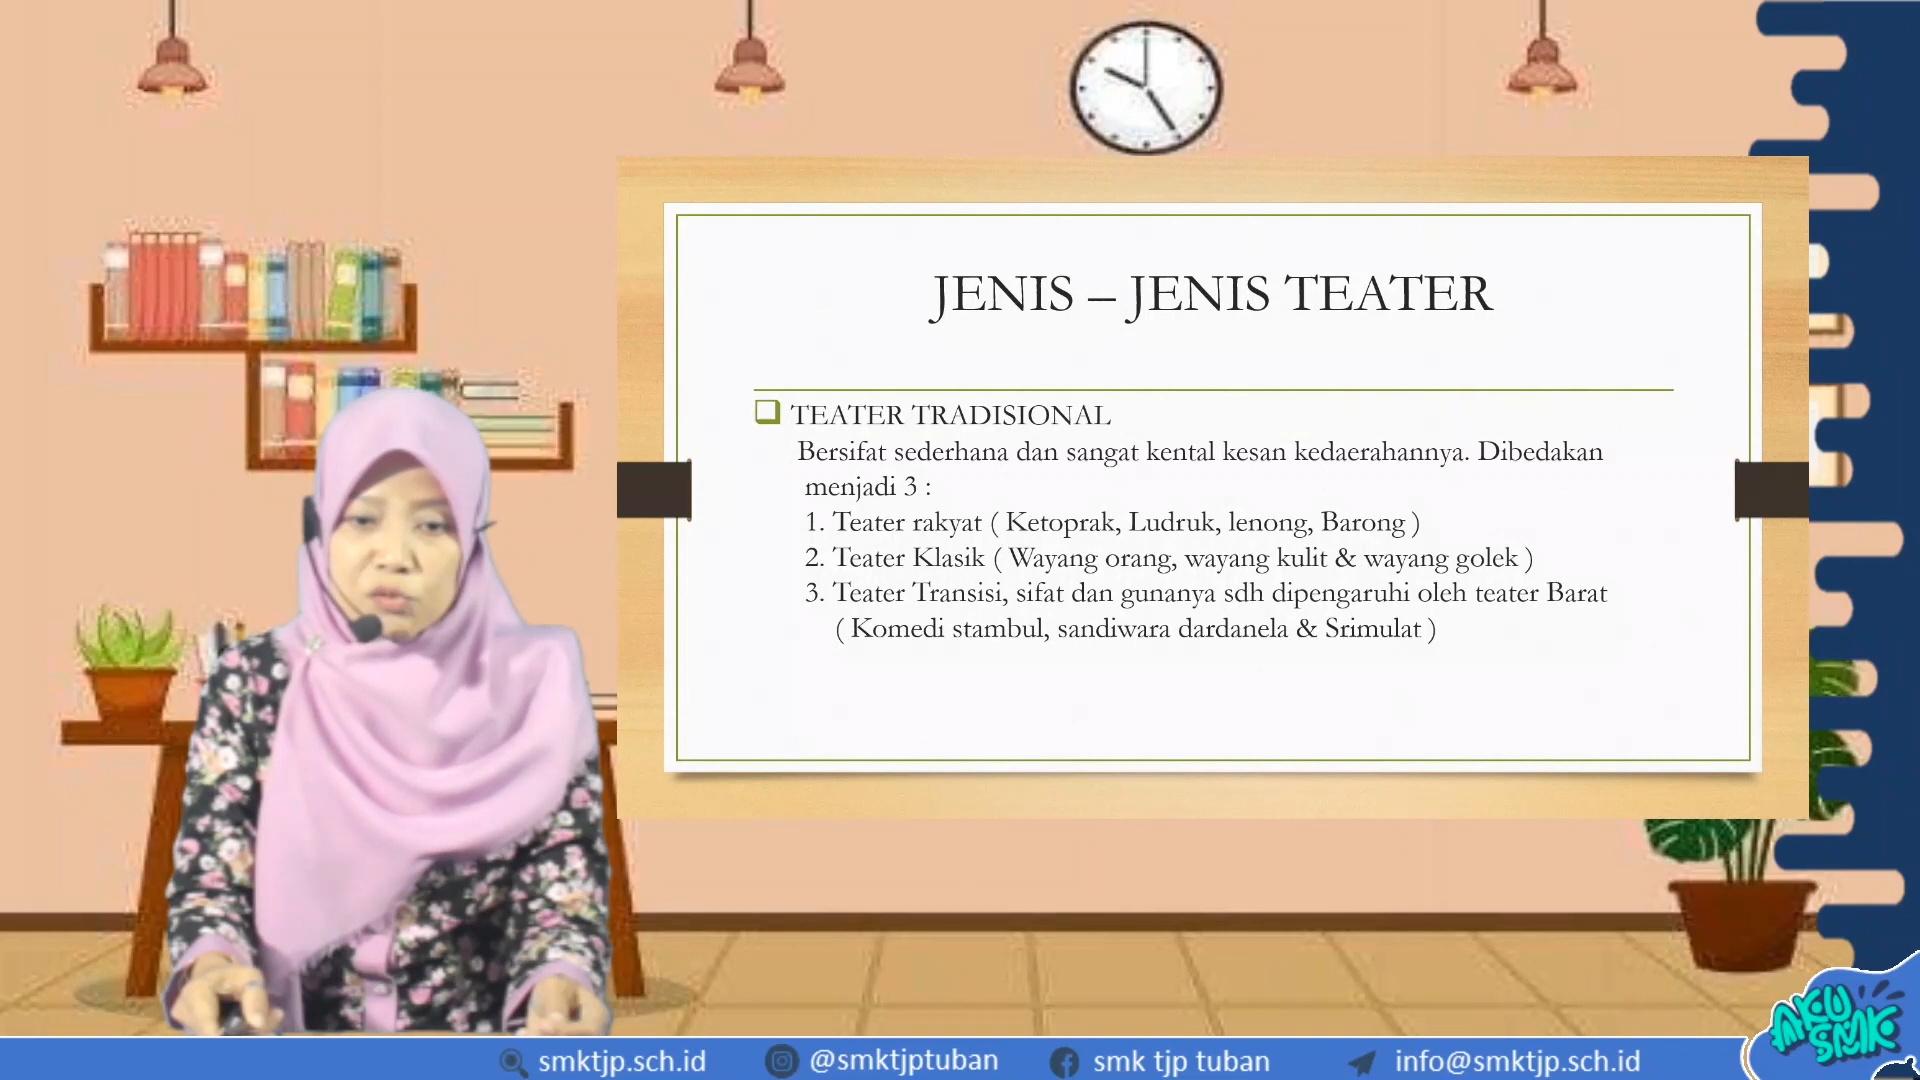 JENIS – JENIS TEATER
TEATER TRADISIONAL
Bersifat sederhana dan sangat kental kesan kedaerahannya. Dibedakan
menjadi 3 :
1. Teater rakyat ( Ketoprak, Ludruk, lenong, Barong )
2. Teater Klasik ( Wayang orang, wayang kulit & wayang golek )
3. Teater Transisi, sifat dan gunanya sdh dipengaruhi oleh teater Barat
( Komedi stambul, sandiwara dardanela & Srimulat )
AKU
SMK
smktjp.sch.id @smktjptuban smk tjp tuban info@smktjp.sch.id